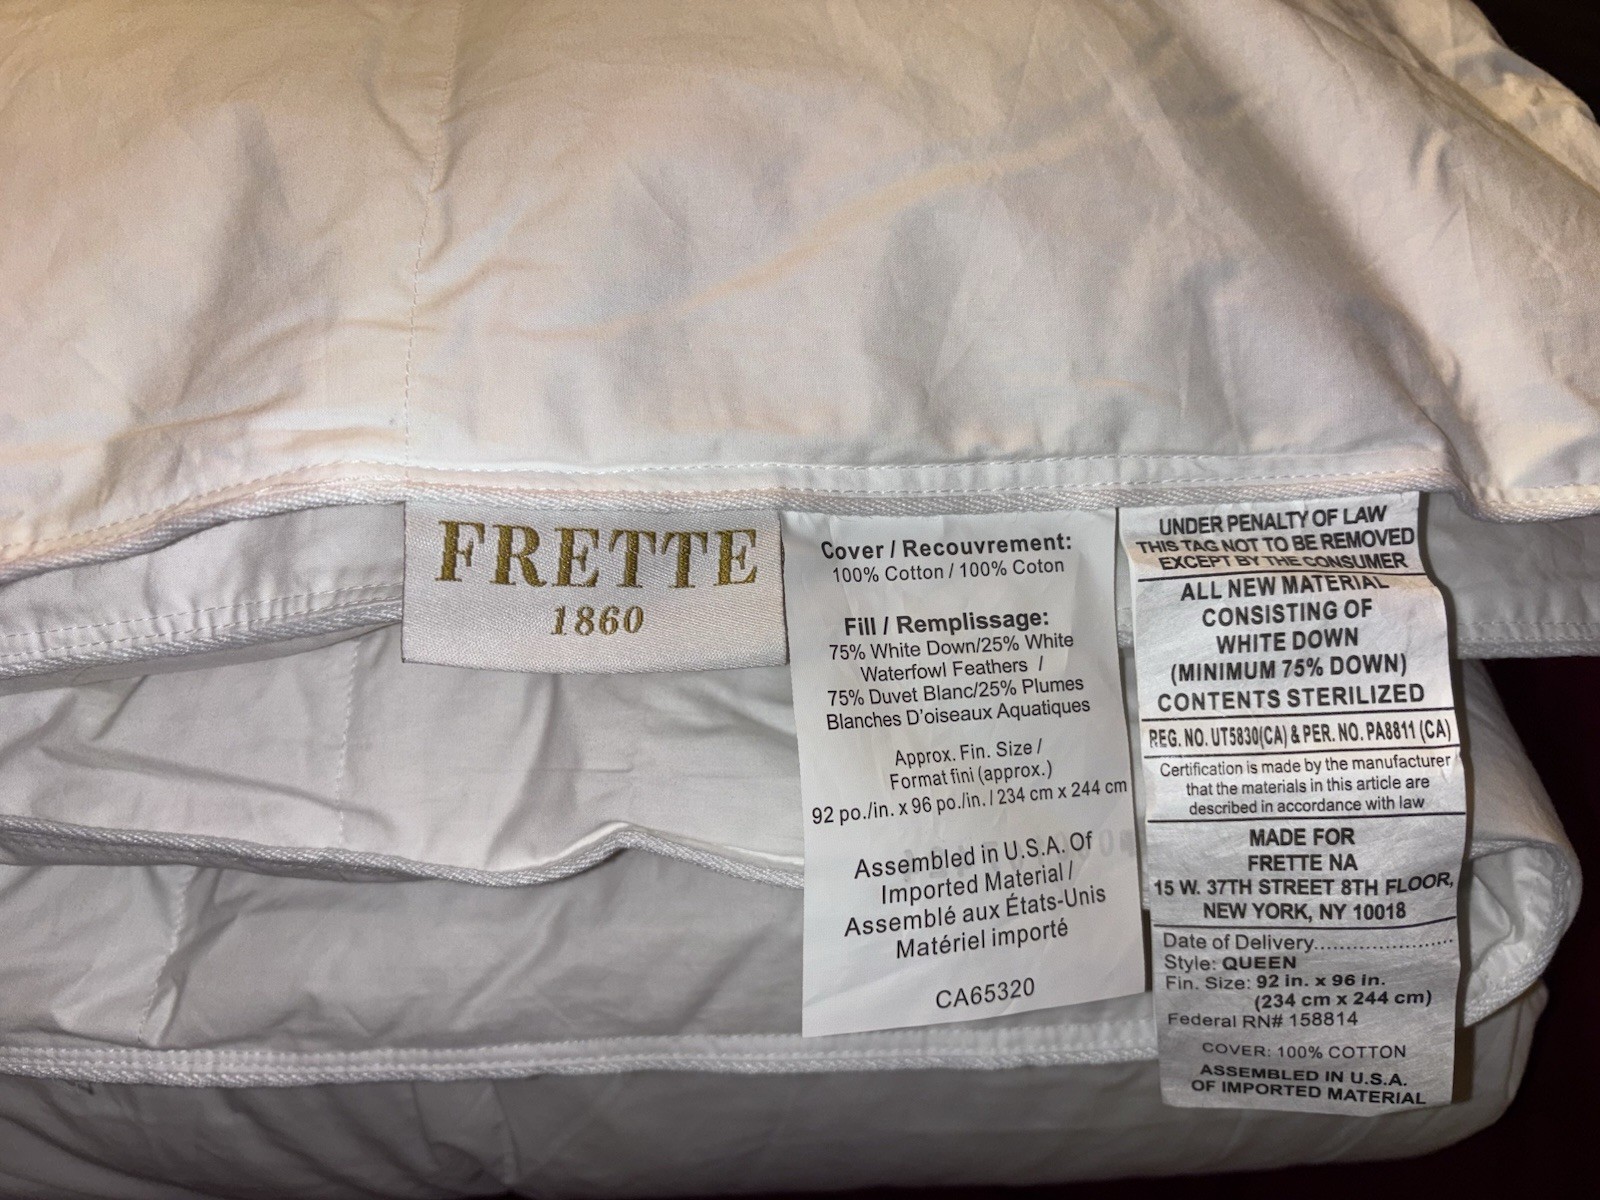 FRETTE
1860
Cover / Recouvrement:
100% Cotton / 100% Coton
Fill / Remplissage:
75% White Down/25% White
Waterfowl Feathers /
75% Duvet Blanc/25% Plumes
Blanches D'oiseaux Aquatiques
Approx. Fin. Size /
Format fini (approx.)
92 po./in. x 96 po./in. / 234 cm x 244 cm
Assembled in U.S.A. Of
Imported Material /
Assemblé aux États-Unis
Matériel importé
CA65320
UNDER PENALTY OF LAW
THIS TAG NOT TO BE REMOVED
EXCEPT BY THE CONSUMER
ALL NEW MATERIAL
CONSISTING OF
WHITE DOWN
(MINIMUM 75% DOWN)
CONTENTS STERILIZED
REG. NO. UT5830(CA) & PER. NO. PA8811 (CA)
Certification is made by the manufacturer
that the materials in this article are
described in accordance with law
MADE FOR
FRETTE NA
15 W. 37TH STREET 8TH FLOOR,
NEW YORK, NY 10018
Date of Delivery......................
Style: QUEEN
Fin. Size: 92 in. x 96 in.
(234 cm x 244 cm)
Federal RN# 158814
COVER: 100% COTTON
ASSEMBLED IN U.S.A.
OF IMPORTED MATERIAL